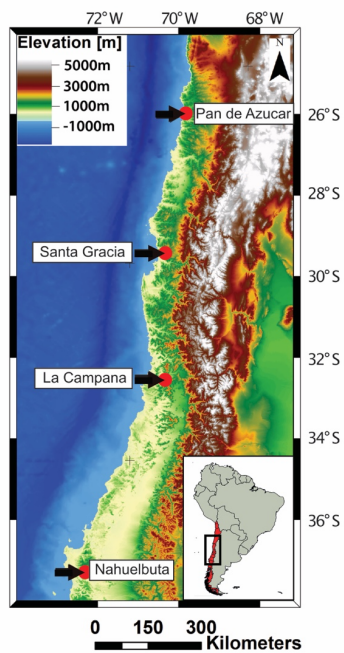 72°W 70°W 68°W
Elevation [m]
5000m
3000m
1000m
-1000m
N
Pan de Azucar
26°S
28°S
Santa Gracia
30°S
La Campana
32°S
34°S
36°S
Nahuelbuta
0 150 300
Kilometers